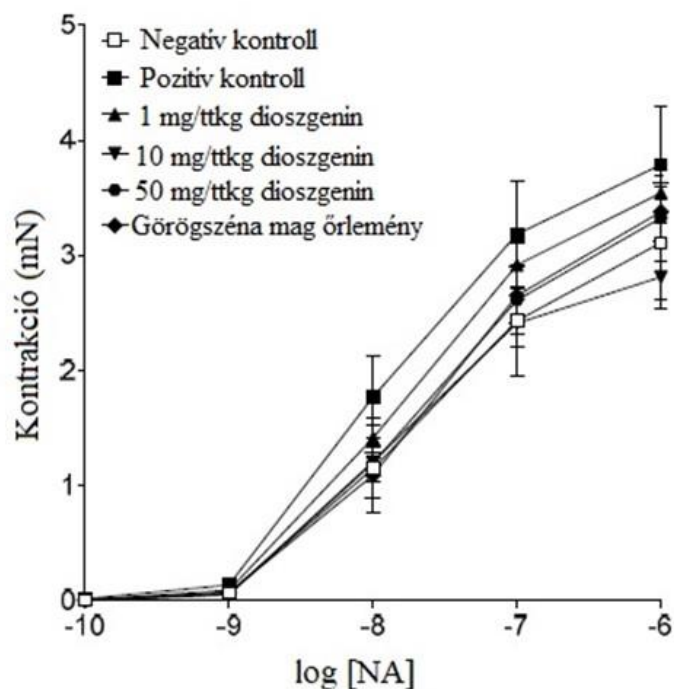 5
Negatív kontroll
Pozitív kontroll
1 mg/ttkg dioszgenin
10 mg/ttkg dioszgenin
50 mg/ttkg dioszgenin
Görögszéna mag őrlemény
4
3
2
1
0
Kontrakció (mN)
-10 -9 -8 -7 -6
log [NA]